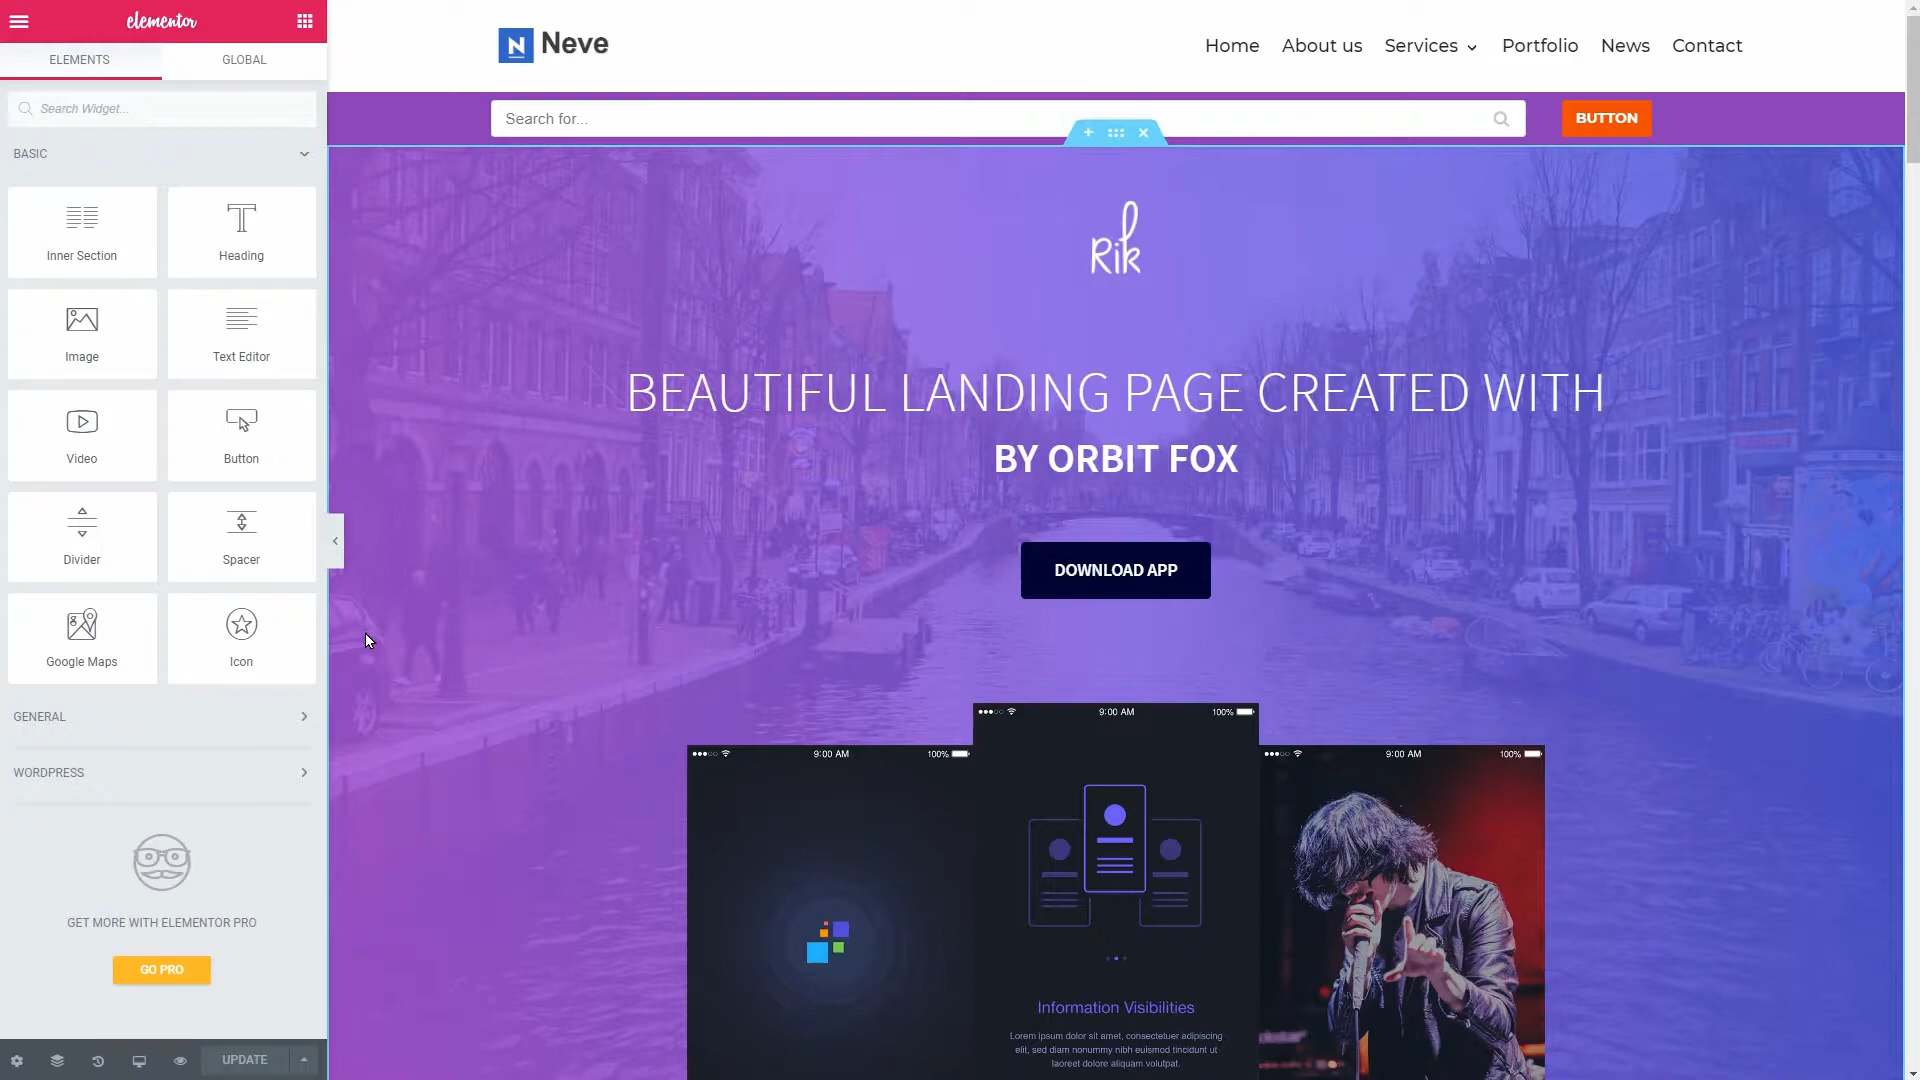 elementor
ELEMENTS
GLOBAL
Search Widget...
BASIC
Inner Section
Heading
Image
Text Editor
Video
Button
Divider
Spacer
Google Maps
Icon
GENERAL
WORDPRESS
GET MORE WITH ELEMENTOR PRO
GO PRO
UPDATE
N Neve
Home About us Services Portfolio News Contact
Search for...
BUTTON
Rik
BEAUTIFUL LANDING PAGE CREATED WITH
BY ORBIT FOX
DOWNLOAD APP
9:00 AM 100%
9:00 AM 100%
9:00 AM 100%
Information Visibilities
Lorem ipsum dolor sit amet, consectetuer adipiscing
elit, sed diam nonummy nibh euismod tincidunt ut
laoreet dolore aliquam volutpat.